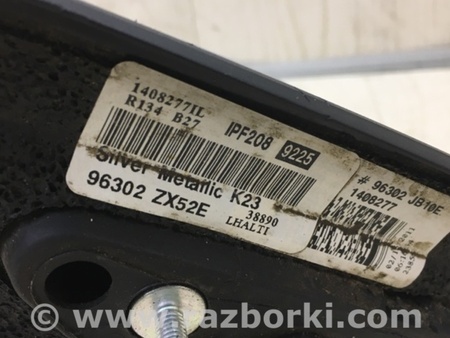 1408277IL
R134 B27
IPF208 9225
Silver Metallic K23
96302 ZX52E
38890
LHALTI
# 96302 JB10E
1408277
www.razborki.com